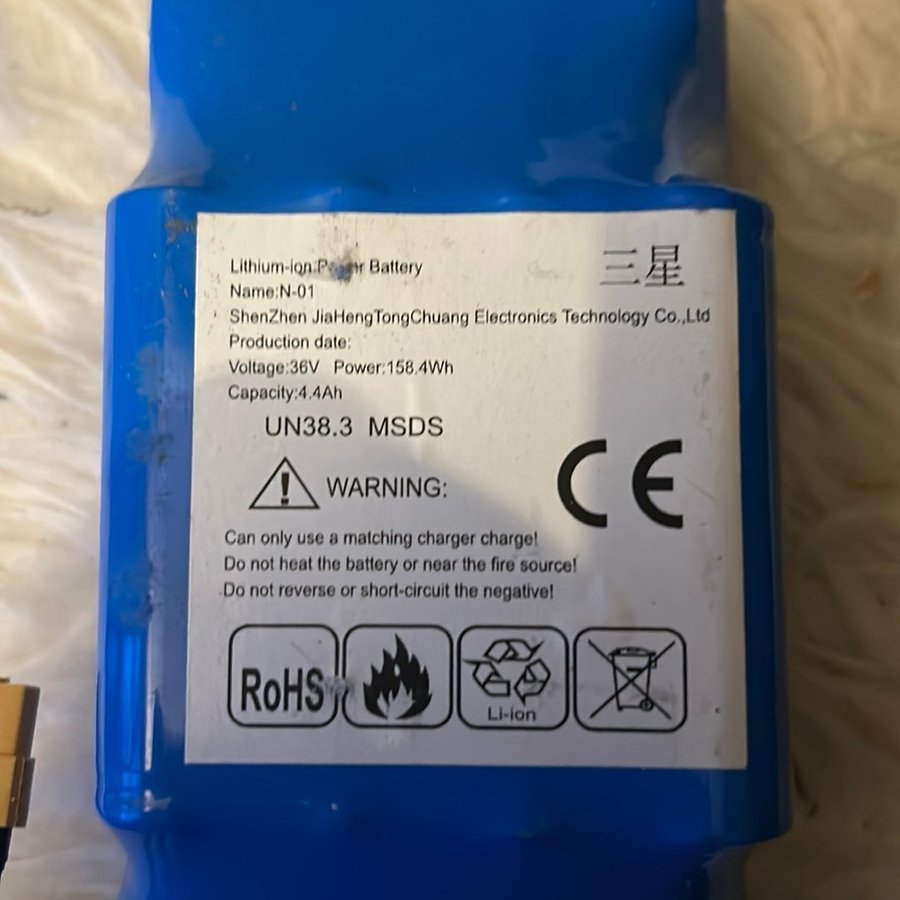 三星
Lithium-ion Power Battery
Name:N-01
ShenZhen JiaHengTongChuang Electronics Technology Co.,Ltd
Production date:
Voltage:36V Power:158.4Wh
Capacity:4.4Ah
UN38.3 MSDS
CE
WARNING:
Can only use a matching charger charge!
Do not heat the battery or near the fire source!
Do not reverse or short-circuit the negative!
RoHS
Li-ion